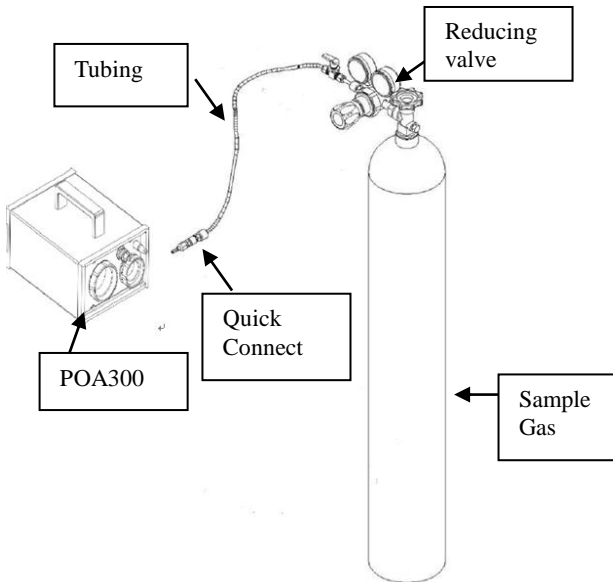 Reducing
valve
Tubing
Quick
Connect
POA300
Sample
Gas